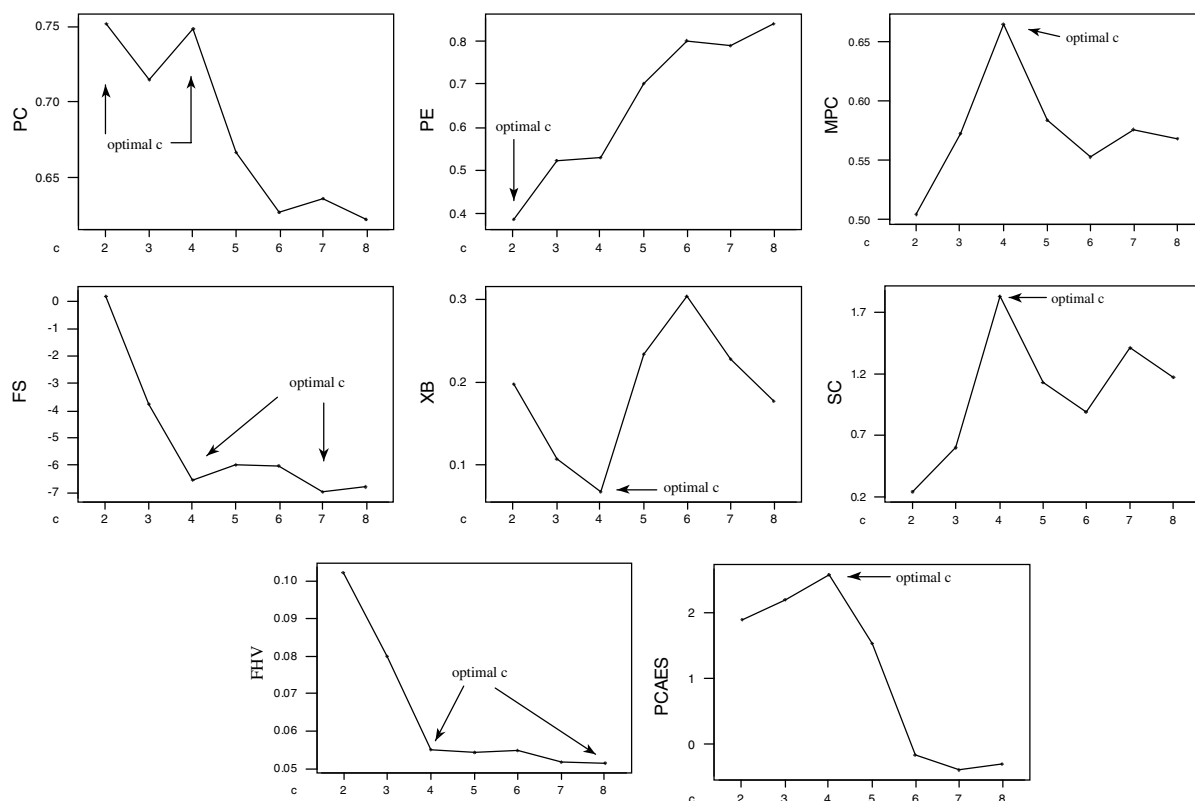 PC
0.75
0.70
0.65
optimal c
c 2 3 4 5 6 7 8
PE
0.8
0.7
0.6
0.5
0.4
optimal c
c 2 3 4 5 6 7 8
MPC
0.65
0.60
0.55
0.50
optimal c
c 2 3 4 5 6 7 8
FS
0
-1
-2
-3
-4
-5
-6
-7
optimal c
c 2 3 4 5 6 7 8
XB
0.3
0.2
0.1
optimal c
c 2 3 4 5 6 7 8
SC
1.7
1.2
0.7
0.2
optimal c
c 2 3 4 5 6 7 8
FHV
0.10
0.09
0.08
0.07
0.06
0.05
optimal c
c 2 3 4 5 6 7 8
PCAES
2
1
0
optimal c
c 2 3 4 5 6 7 8